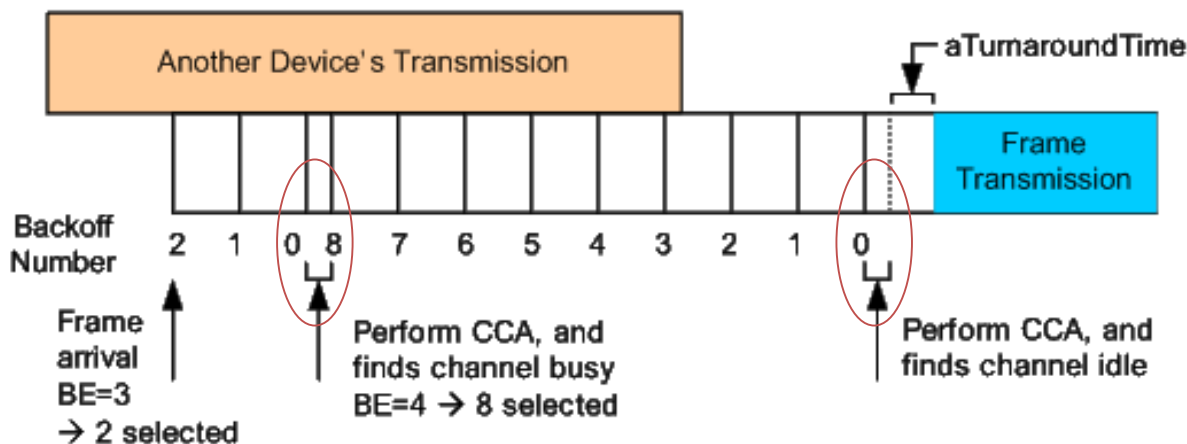 Another Device's Transmission
aTurnaroundTime
Frame
Transmission
Backoff
Number
2 1 0 8 7 6 5 4 3 2 1 0
Frame
arrival
BE=3
→ 2 selected
Perform CCA, and
finds channel busy
BE=4 → 8 selected
Perform CCA, and
finds channel idle